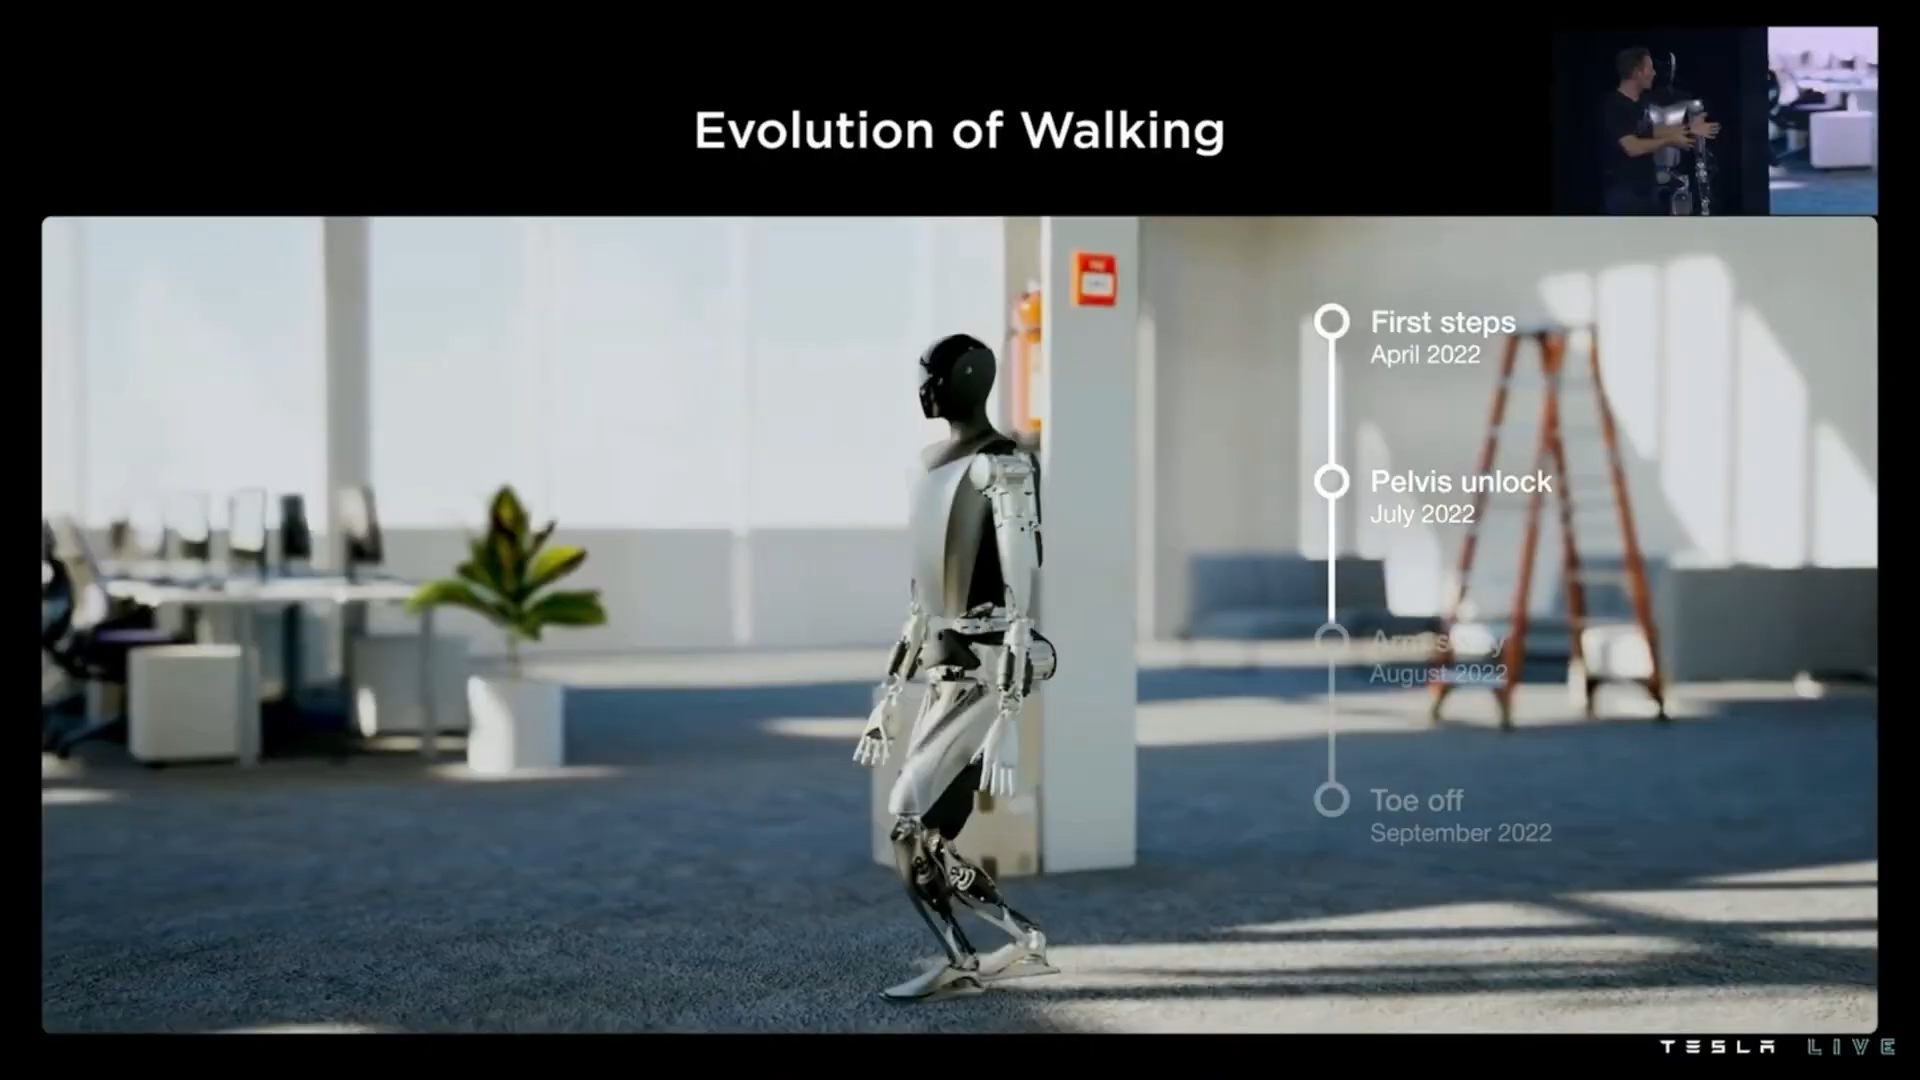 Evolution of Walking
First steps
April 2022
Pelvis unlock
July 2022
August 2022
Toe off
September 2022
TESLA LIVE